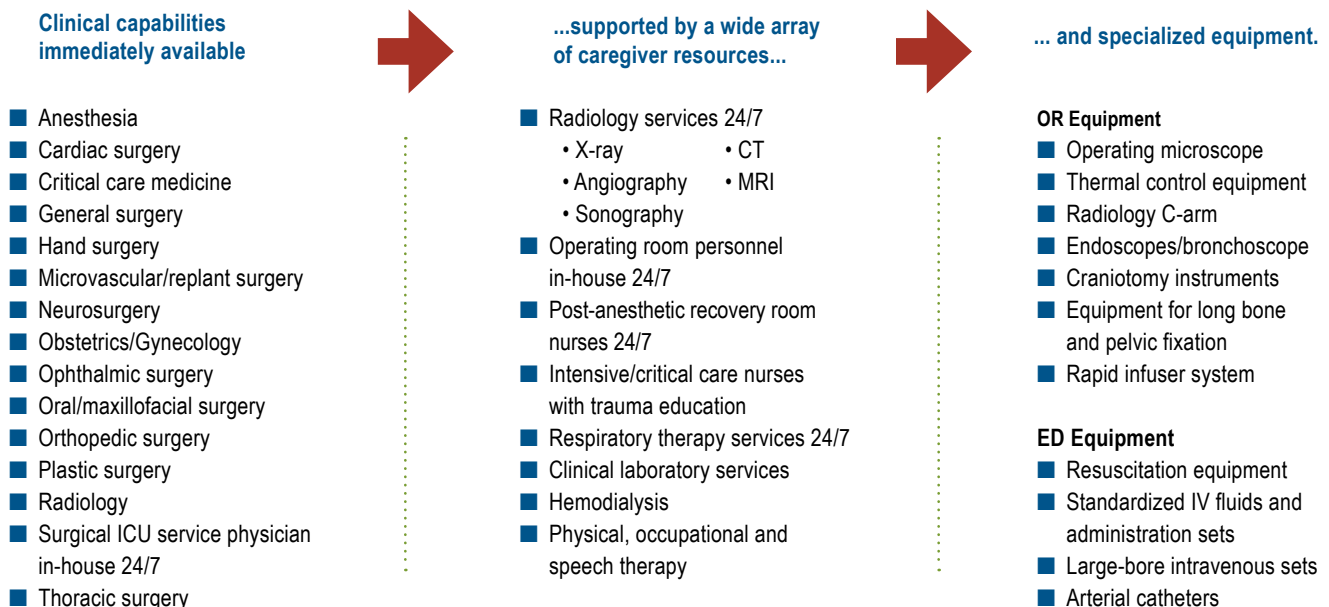 Clinical capabilities
immediately available
■ Anesthesia
■ Cardiac surgery
■ Critical care medicine
■ General surgery
■ Hand surgery
■ Microvascular/replant surgery
■ Neurosurgery
■ Obstetrics/Gynecology
■ Ophthalmic surgery
■ Oral/maxillofacial surgery
■ Orthopedic surgery
■ Plastic surgery
■ Radiology
■ Surgical ICU service physician
in-house 24/7
■ Thoracic surgery
...supported by a wide array
of caregiver resources...
■ Radiology services 24/7
• X-ray • CT
• Angiography • MRI
• Sonography
■ Operating room personnel
in-house 24/7
■ Post-anesthetic recovery room
nurses 24/7
■ Intensive/critical care nurses
with trauma education
■ Respiratory therapy services 24/7
■ Clinical laboratory services
■ Hemodialysis
■ Physical, occupational and
speech therapy
... and specialized equipment.
OR Equipment
■ Operating microscope
■ Thermal control equipment
■ Radiology C-arm
■ Endoscopes/bronchoscope
■ Craniotomy instruments
■ Equipment for long bone
and pelvic fixation
■ Rapid infuser system
ED Equipment
■ Resuscitation equipment
■ Standardized IV fluids and
administration sets
■ Large-bore intravenous sets
■ Arterial catheters